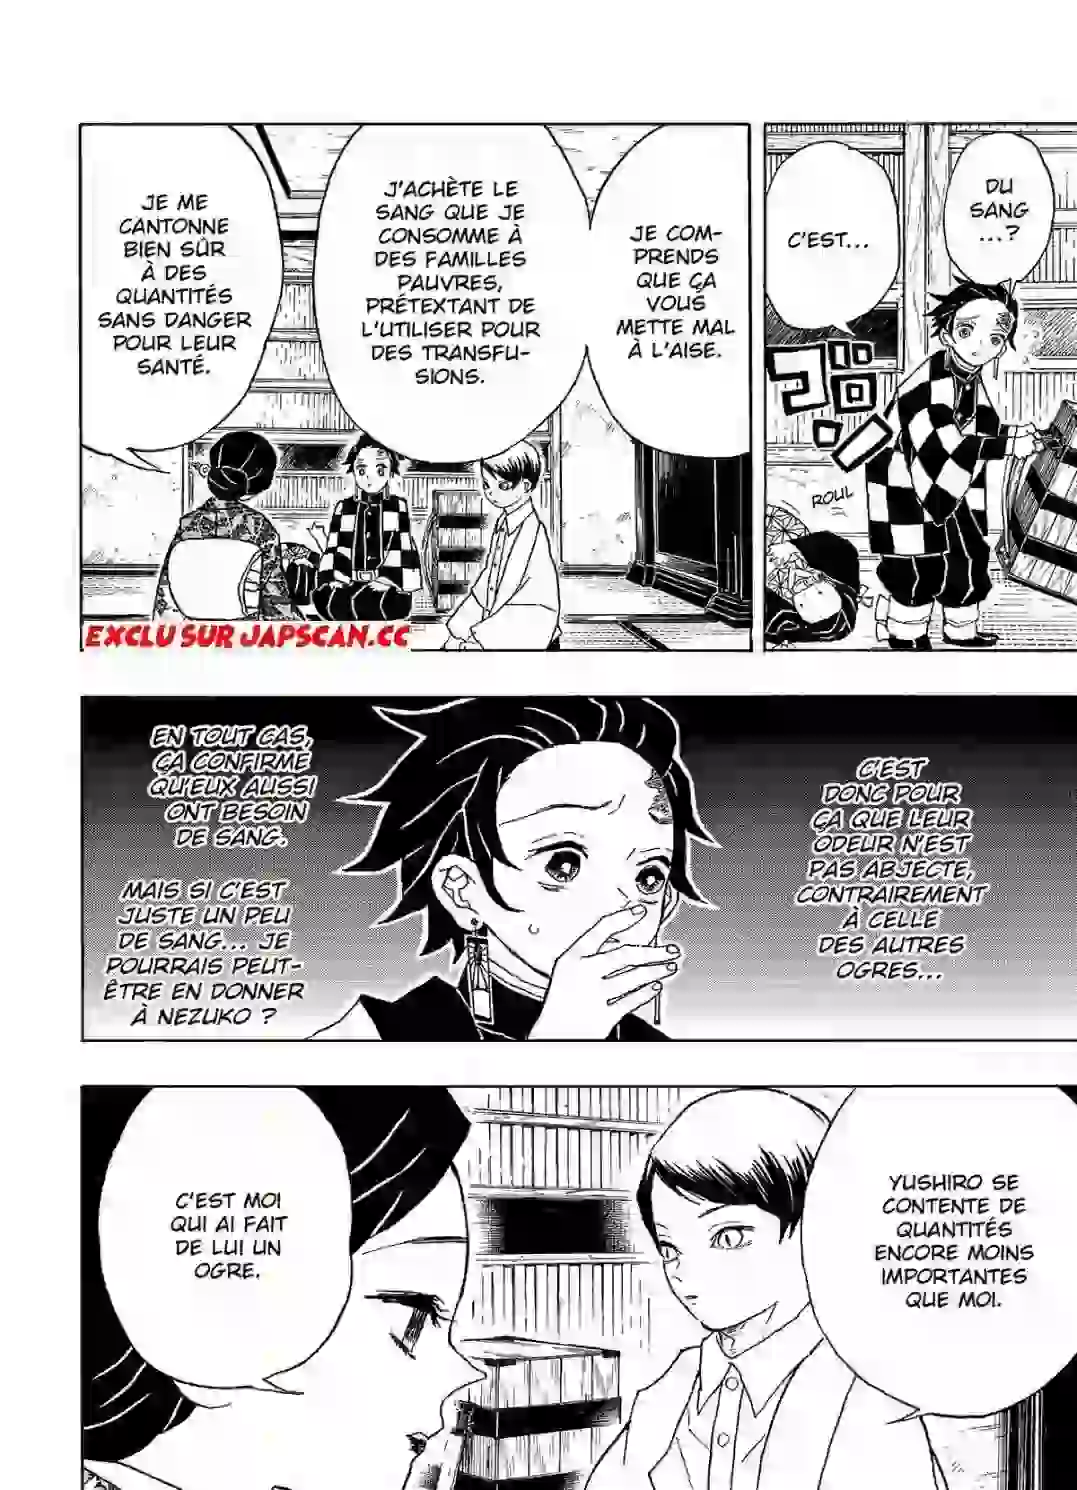 DU
SANG
...?
C'EST...
ゴロ
ン
ROUL
JE COM-
PRENDS
QUE ÇA
VOUS
METTE MAL
À L'AISE.
J'ACHÈTE LE
SANG QUE JE
CONSOMME À
DES FAMILLES
PAUVRES,
PRÉTEXTANT DE
L'UTILISER POUR
DES TRANSFU-
SIONS.
JE ME
CANTONNE
BIEN SÛR
À DES
QUANTITÉS
SANS DANGER
POUR LEUR
SANTÉ.
EXCLU SUR JAPSCAN.CC
C'EST
DONC POUR
ÇA QUE LEUR
ODEUR N'EST
PAS ABJECTE,
CONTRAIREMENT
À CELLE
DES AUTRES
OGRES...
EN TOUT CAS,
ÇA CONFIRME
QU'EUX AUSSI
ONT BESOIN
DE SANG.
MAIS SI C'EST
JUSTE UN PEU
DE SANG... JE
POURRAIS PEUT-
ÊTRE EN DONNER
À NEZUKO ?
YUSHIRO SE
CONTENTE DE
QUANTITÉS
ENCORE MOINS
IMPORTANTES
QUE MOI.
C'EST MOI
QUI AI FAIT
DE LUI UN
OGRE.